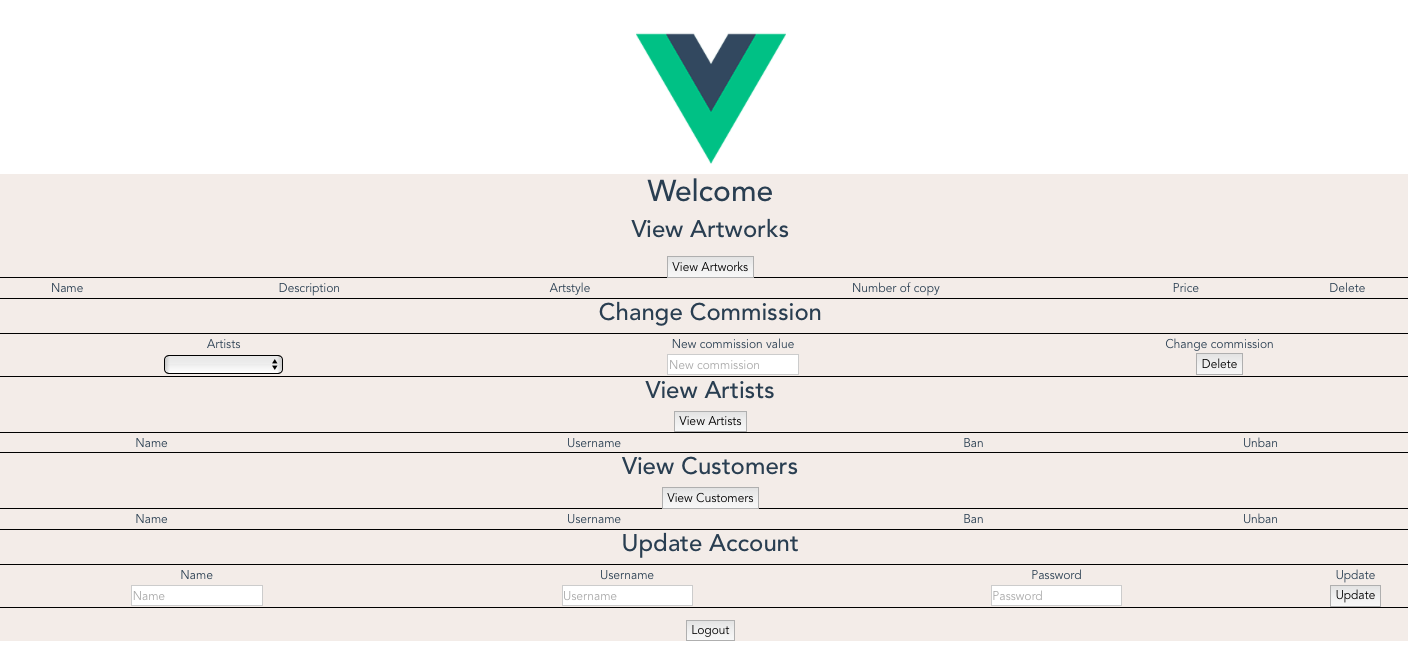 Welcome
View Artworks
View Artworks
Name Description Artstyle Number of copy Price Delete
Change Commission
Artists New commission value Change commission
New commission Delete
View Artists
View Artists
Name Username Ban Unban
View Customers
View Customers
Name Username Ban Unban
Update Account
Name Username Password Update
Name Username Password Update
Logout